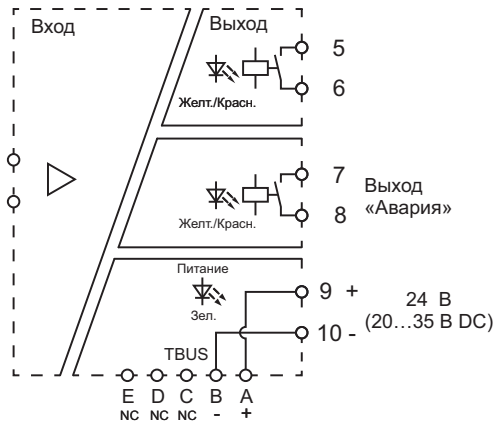 Вход
Выход
5
6
Желт./Красн.
7
8
Выход
«Авария»
Желт./Красн.
Питание
Зел.
9 +
10 -
24 В
(20...35 В DC)
TBUS
E D C B A
NC NC NC - +